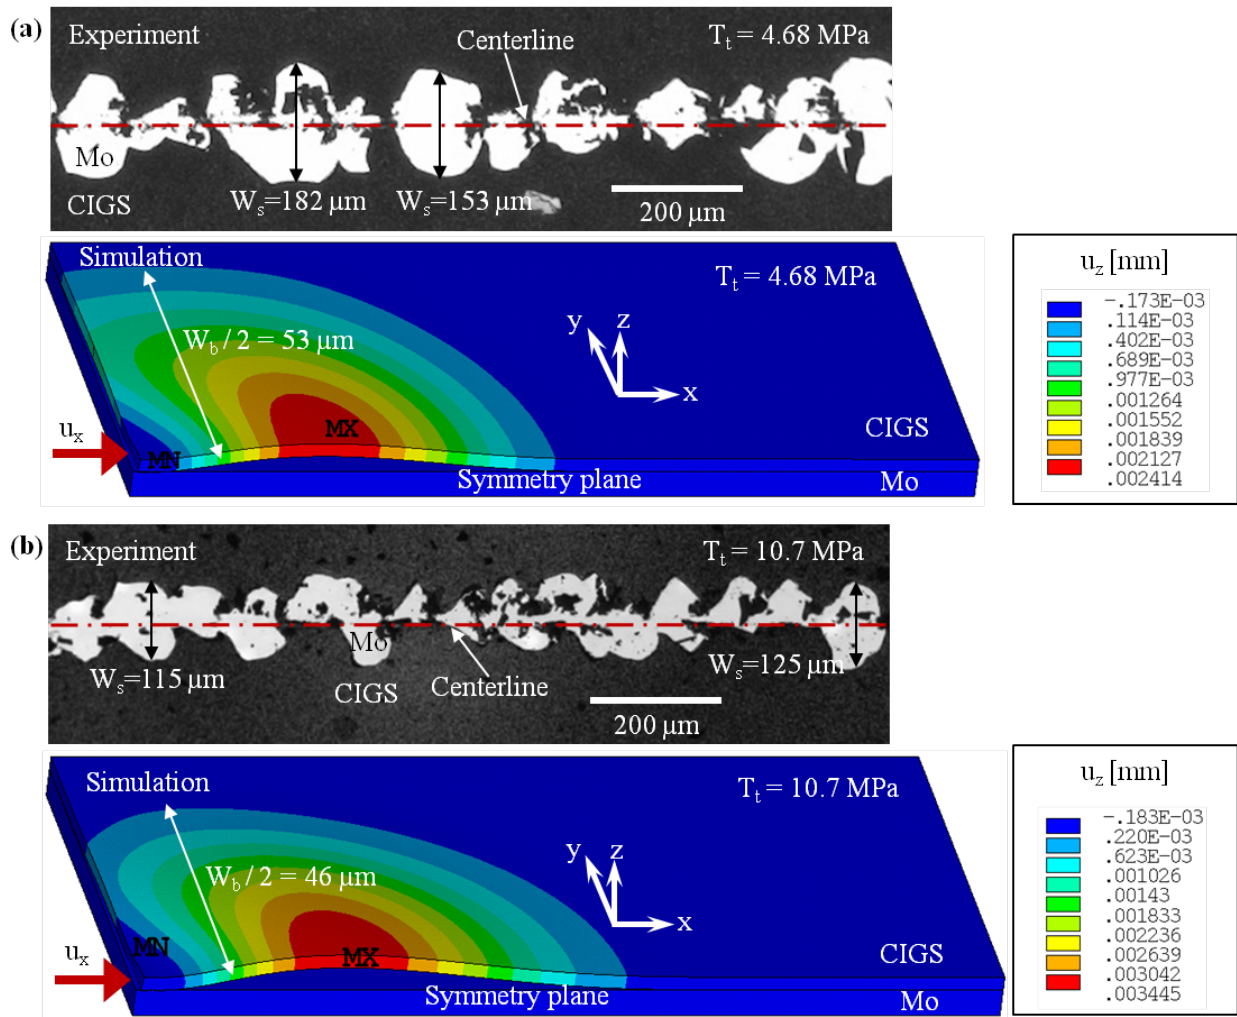 (a)
Experiment
Centerline
Tt = 4.68 MPa
Mo
CIGS
Ws=182 μm
Ws=153 μm
200 μm
Simulation
Tt = 4.68 MPa
Wb / 2 = 53 μm
y
z
x
ux
MN
MX
CIGS
Symmetry plane
Mo
uz [mm]
-.173E-03
.114E-03
.402E-03
.689E-03
.977E-03
.001264
.001552
.001839
.002127
.002414
(b)
Experiment
Tt = 10.7 MPa
Mo
Ws=115 μm
CIGS
Centerline
Ws=125 μm
200 μm
Simulation
Tt = 10.7 MPa
Wb / 2 = 46 μm
y
z
x
ux
MN
MX
CIGS
Symmetry plane
Mo
uz [mm]
-.183E-03
.220E-03
.623E-03
.001026
.00143
.001833
.002236
.002639
.003042
.003445